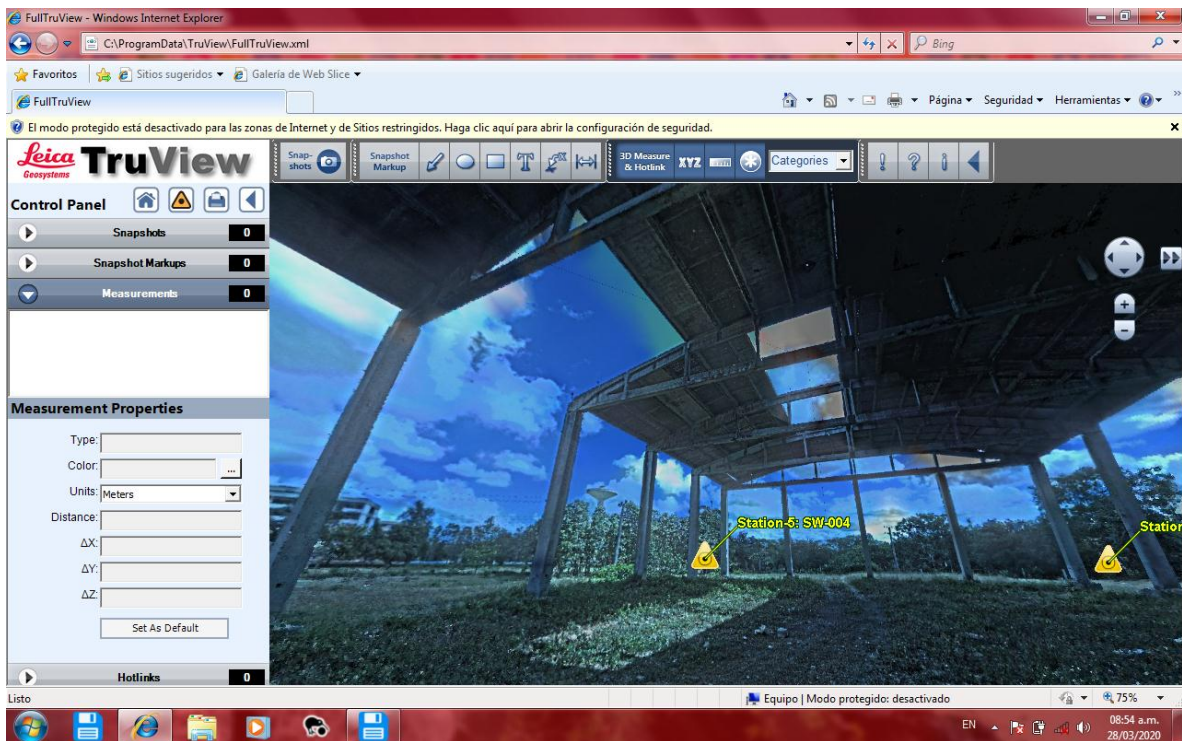 FullTruView - Windows Internet Explorer
C:\ProgramData\TruView\FullTruView.xml
Bing
Favoritos Sitios sugeridos Galería de Web Slice
FullTruView
Página Seguridad Herramientas
El modo protegido está desactivado para las zonas de Internet y de Sitios restringidos. Haga clic aquí para abrir la configuración de seguridad.
Leica Geosystems TruView
Snap-shots
Snapshot Markup
3D Measure & Hotlink XYZ
Categories
Control Panel
Snapshots 0
Snapshot Markups 0
Measurements 0
Measurement Properties
Type:
Color: ...
Units: Meters
Distance:
ΔX:
ΔY:
ΔZ:
Set As Default
Hotlinks 0
Station-5: SW-004
Station
Listo
Equipo | Modo protegido: desactivado
75%
EN
08:54 a.m.
28/03/2020